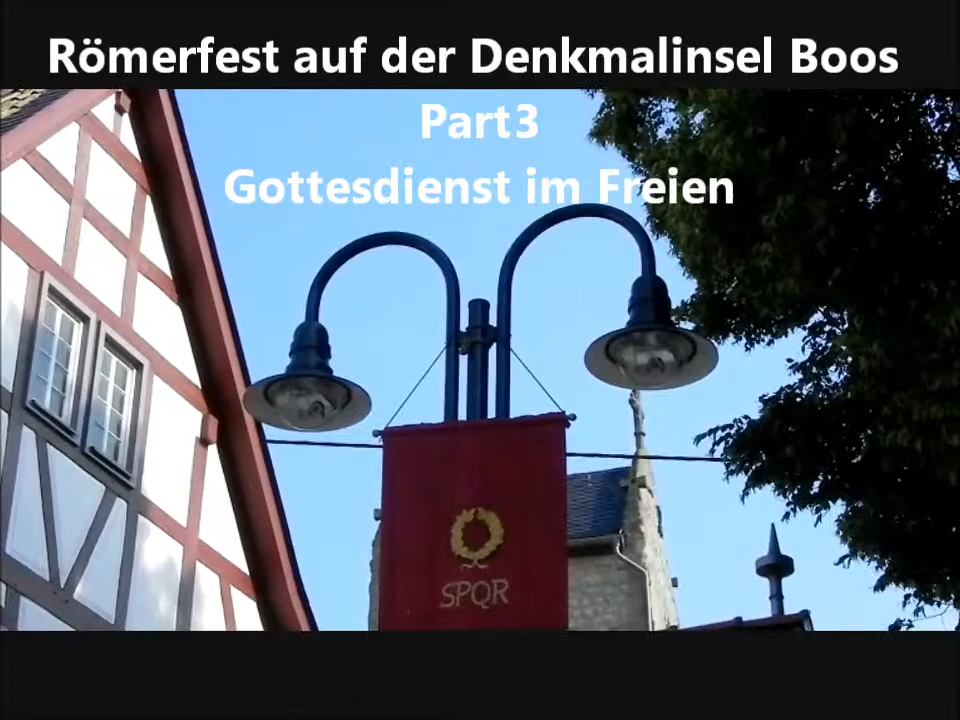 Römerfest auf der Denkmalinsel Boos
Part3
Gottesdienst im Freien
SPQR